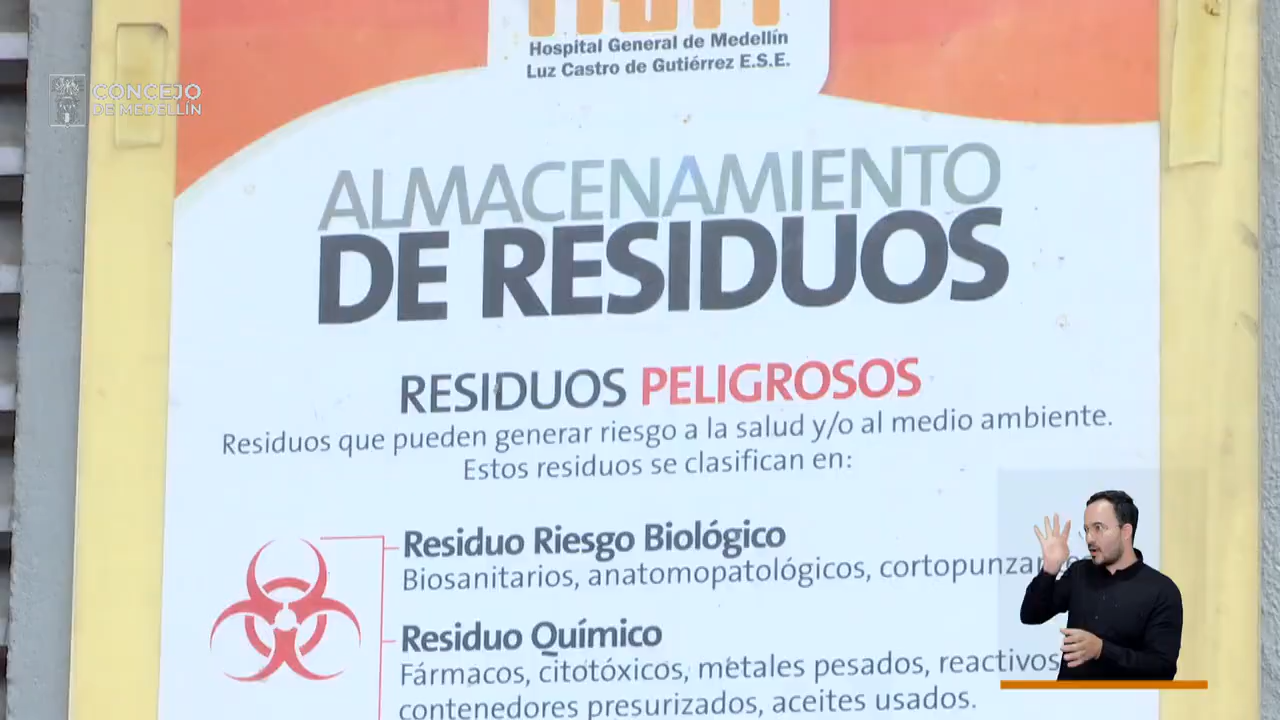 CONCEJO
DE MEDELLÍN
Hospital General de Medellín
Luz Castro de Gutiérrez E.S.E.
ALMACENAMIENTO
DE RESIDUOS
RESIDUOS PELIGROSOS
Residuos que pueden generar riesgo a la salud y/o al medio ambiente.
Estos residuos se clasifican en:
Residuo Riesgo Biológico
Biosanitarios, anatomopatológicos,
Residuo Químico
Fármacos, citotóxicos, metales pesados, reactivos
contenedores presurizados, aceites usados.